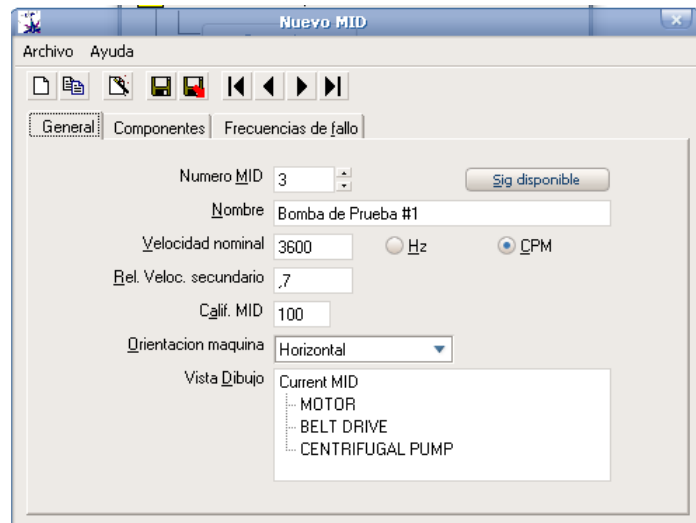 Nuevo MID
Archivo Ayuda
General Componentes Frecuencias de fallo
Numero MID 3 Sig disponible
Nombre Bomba de Prueba #1
Velocidad nominal 3600 Hz CPM
Rel. Veloc. secundario ,7
Calif. MID 100
Orientacion maquina Horizontal
Vista Dibujo Current MID
MOTOR
BELT DRIVE
CENTRIFUGAL PUMP